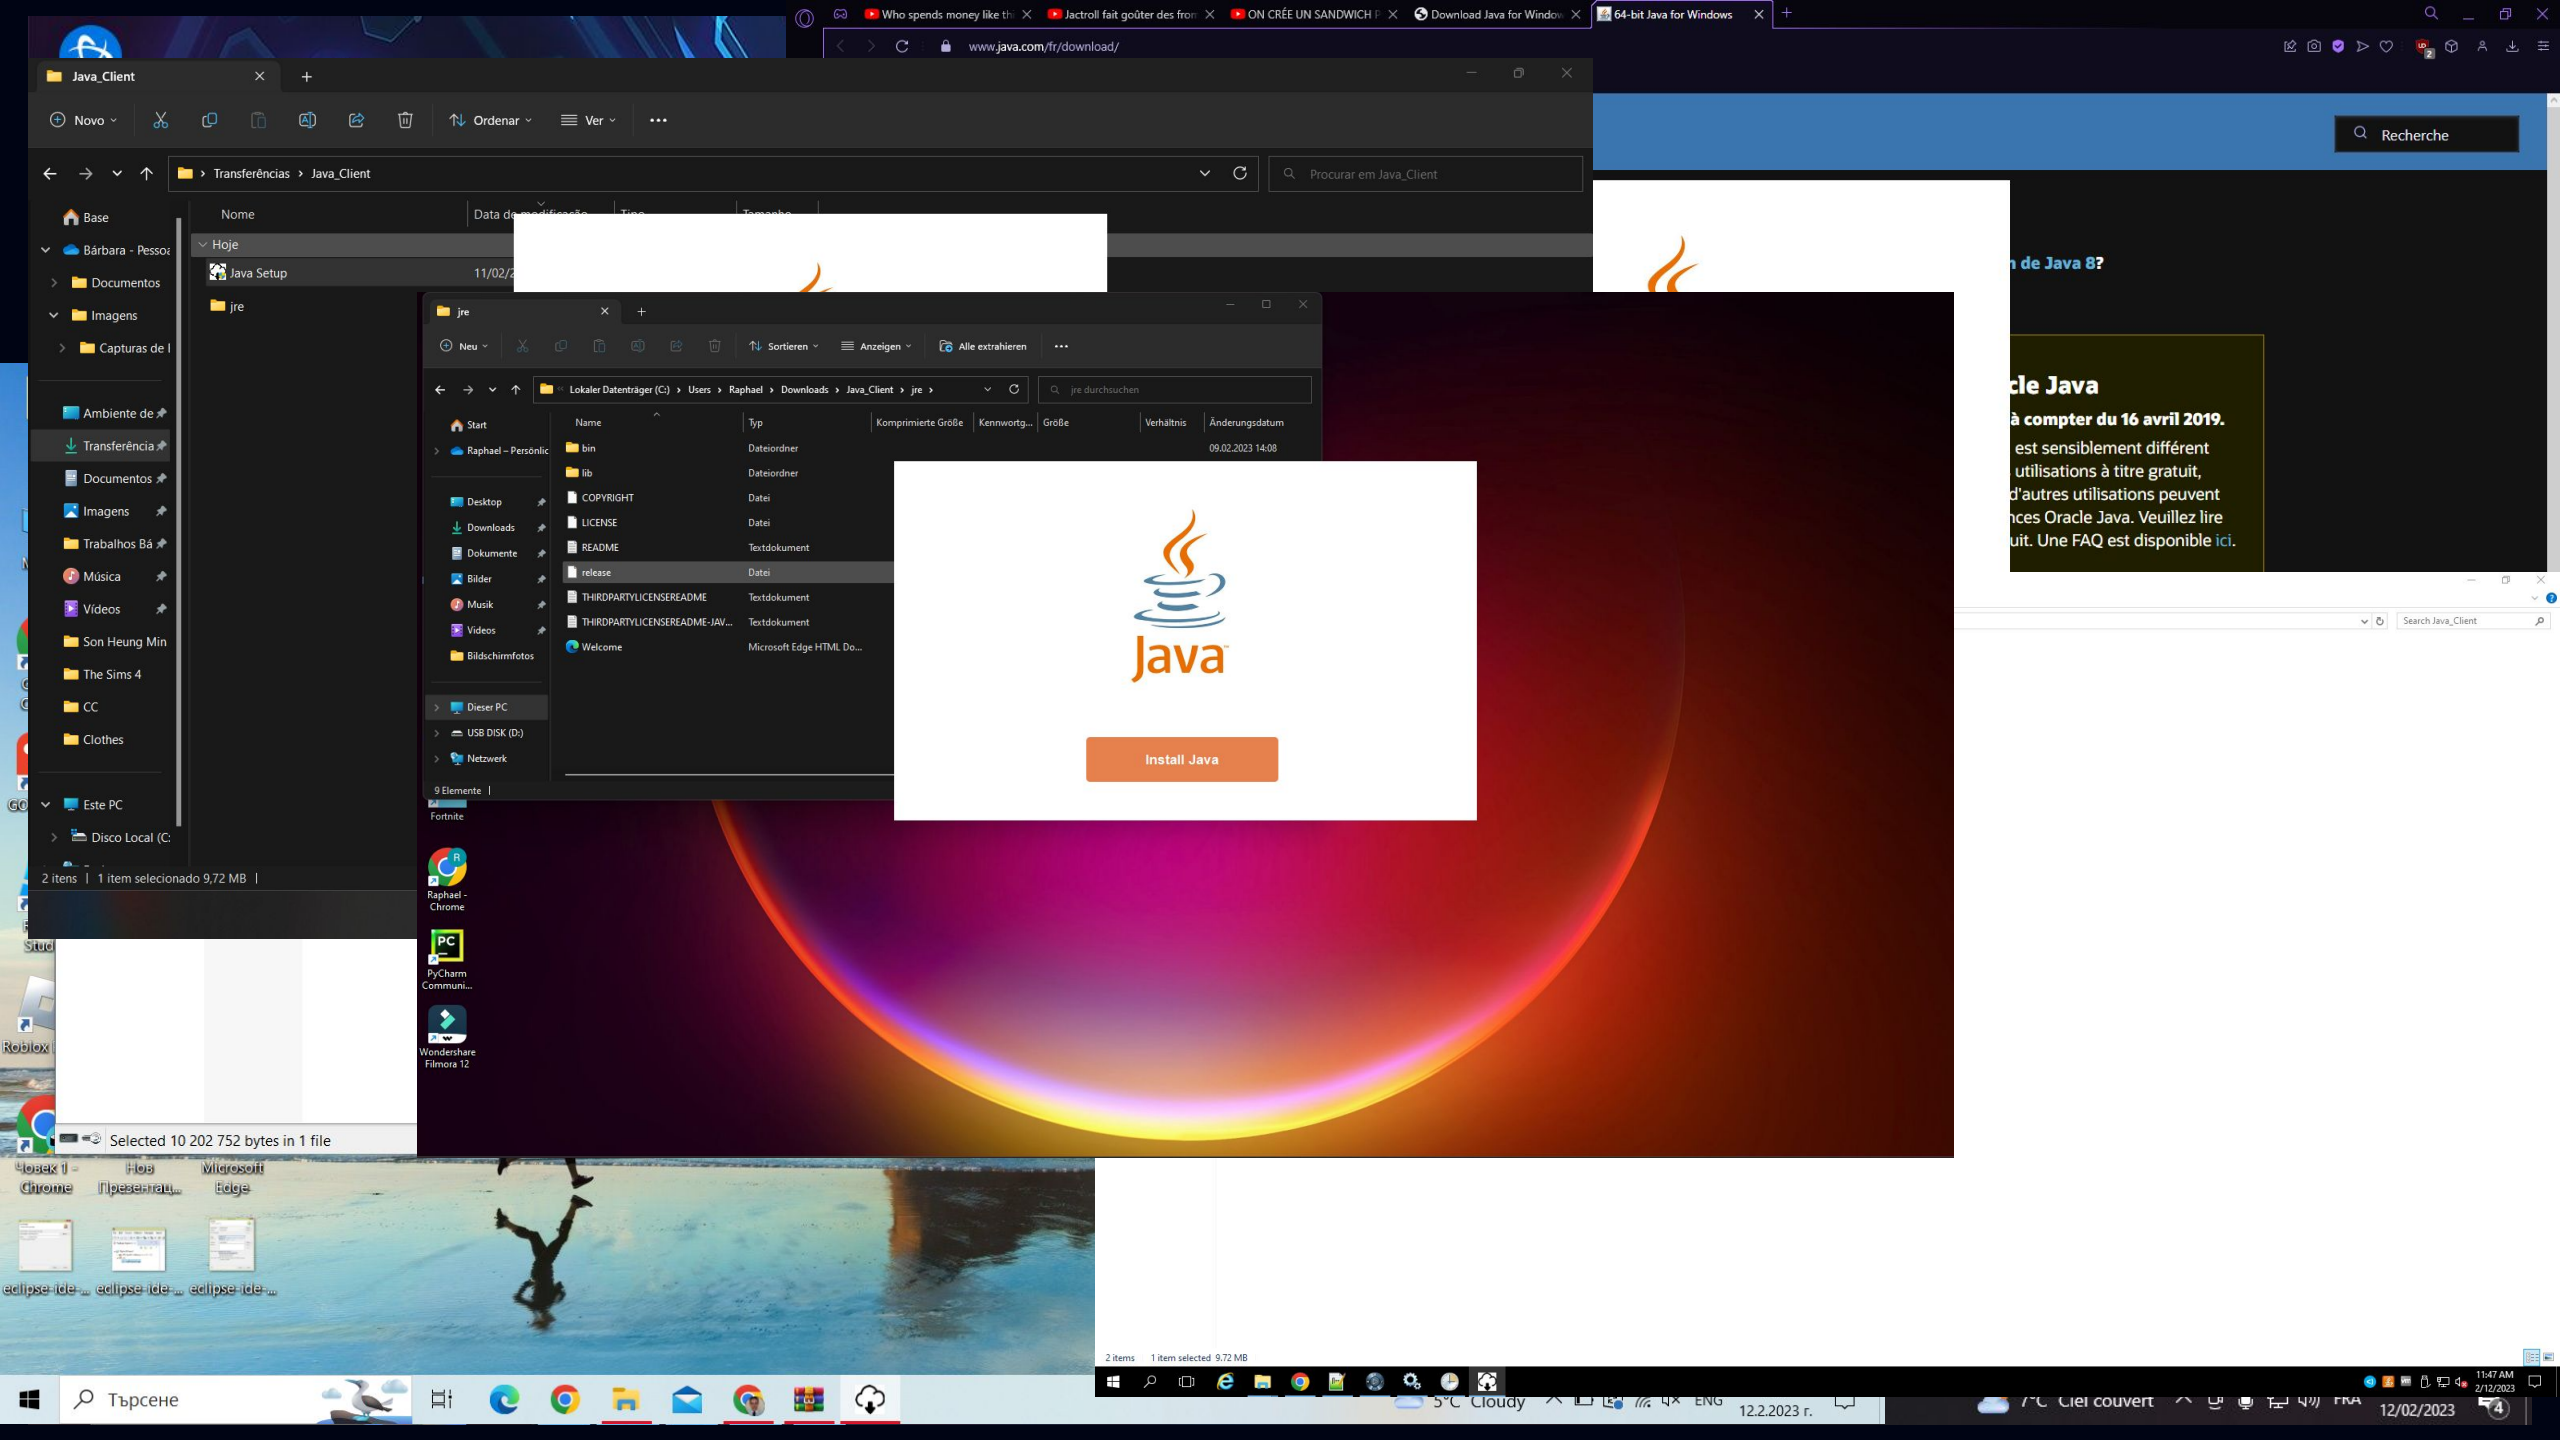 Who spends money like thi
Jactroll fait goûter des from
ON CRÉE UN SANDWICH P
Download Java for Window
64-bit Java for Windows
www.java.com/fr/download/
Java_Client
Novo
Ordenar
Ver
Recherche
Transferências > Java_Client
Procurar em Java_Client
Base
Bárbara - Pessoa
Documentos
Imagens
Capturas de
Ambiente de
Transferência
Documentos
Imagens
Trabalhos Bá
Música
Vídeos
Son Heung Min
The Sims 4
CC
Clothes
Este PC
Disco Local (C:
Nome
Data de modificação
Tipo
Tamanho
Hoje
Java Setup
11/02/2
jre
2 itens
1 item selecionado 9,72 MB
de Java 8?
cle Java
à compter du 16 avril 2019.
est sensiblement différent
utilisations à titre gratuit,
d'autres utilisations peuvent
nces Oracle Java. Veuillez lire
uit. Une FAQ est disponible ici.
jre
Neu
Sortieren
Anzeigen
Alle extrahieren
Lokaler Datenträger (C:) > Users > Raphael > Downloads > Java_Client > jre >
jre durchsuchen
Start
Raphael – Persönlic
Desktop
Downloads
Dokumente
Bilder
Musik
Videos
Bildschirmfotos
Dieser PC
USB DISK (D:)
Netzwerk
Name
Typ
Komprimierte Größe
Kennwortg...
Größe
Verhältnis
Änderungsdatum
bin
Dateiordner
09.02.2023 14:08
lib
Dateiordner
COPYRIGHT
Datei
LICENSE
Datei
README
Textdokument
release
Datei
THIRDPARTYLICENSEREADME
Textdokument
THIRDPARTYLICENSEREADME-JAV...
Textdokument
Welcome
Microsoft Edge HTML Do...
9 Elemente
Java
Install Java
Search Java_Client
Fortnite
Raphael -
Chrome
PyCharm
Communi...
Wondershare
Filmora 12
GO
Stud
Roblox
Selected 10 202 752 bytes in 1 file
Човек 1 -
Chrome
Нов
Презентац...
Microsoft
Edge
eclipse-ide-...
eclipse-ide-...
eclipse-ide-...
2 items
1 item selected 9.72 MB
11:47 AM
2/12/2023
Търсене
5°C Cloudy
ENG
12.2.2023 г.
7°C Ciel couvert
FRA
12/02/2023
4